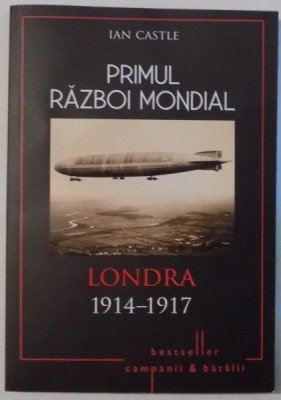 IAN CASTLE
PRIMUL
RĂZBOI MONDIAL
LONDRA
1914–1917
bestseller
campanii & bătălii